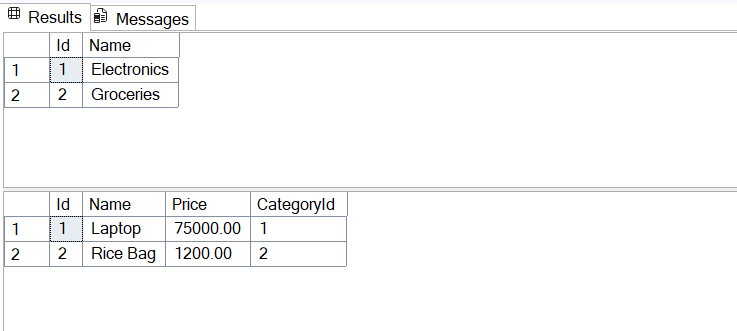 Results Messages
Id Name
1 1 Electronics
2 2 Groceries
Id Name Price CategoryId
1 1 Laptop 75000.00 1
2 2 Rice Bag 1200.00 2